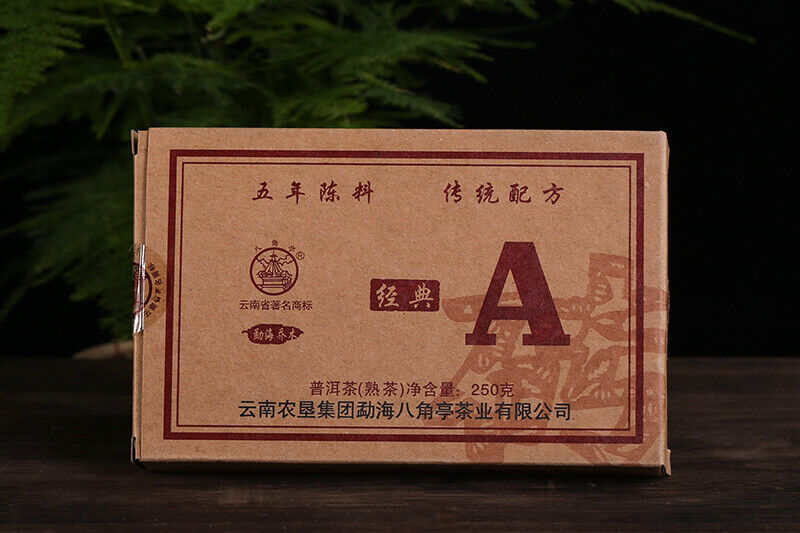 五年陈料 传统配方
八角亭®
云南省著名商标
勐海乔木
经典
A
普洱茶(熟茶)净含量：250克
云南农垦集团勐海八角亭茶业有限公司